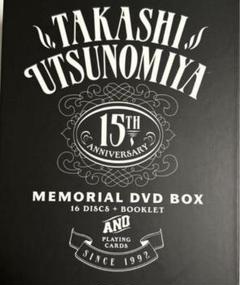 TAKASHI
UTSUNOMIYA
15TH
ANNIVERSARY
MEMORIAL DVD BOX
16 DISCS + BOOKLET
AND
PLAYING
CARDS
SINCE 1992